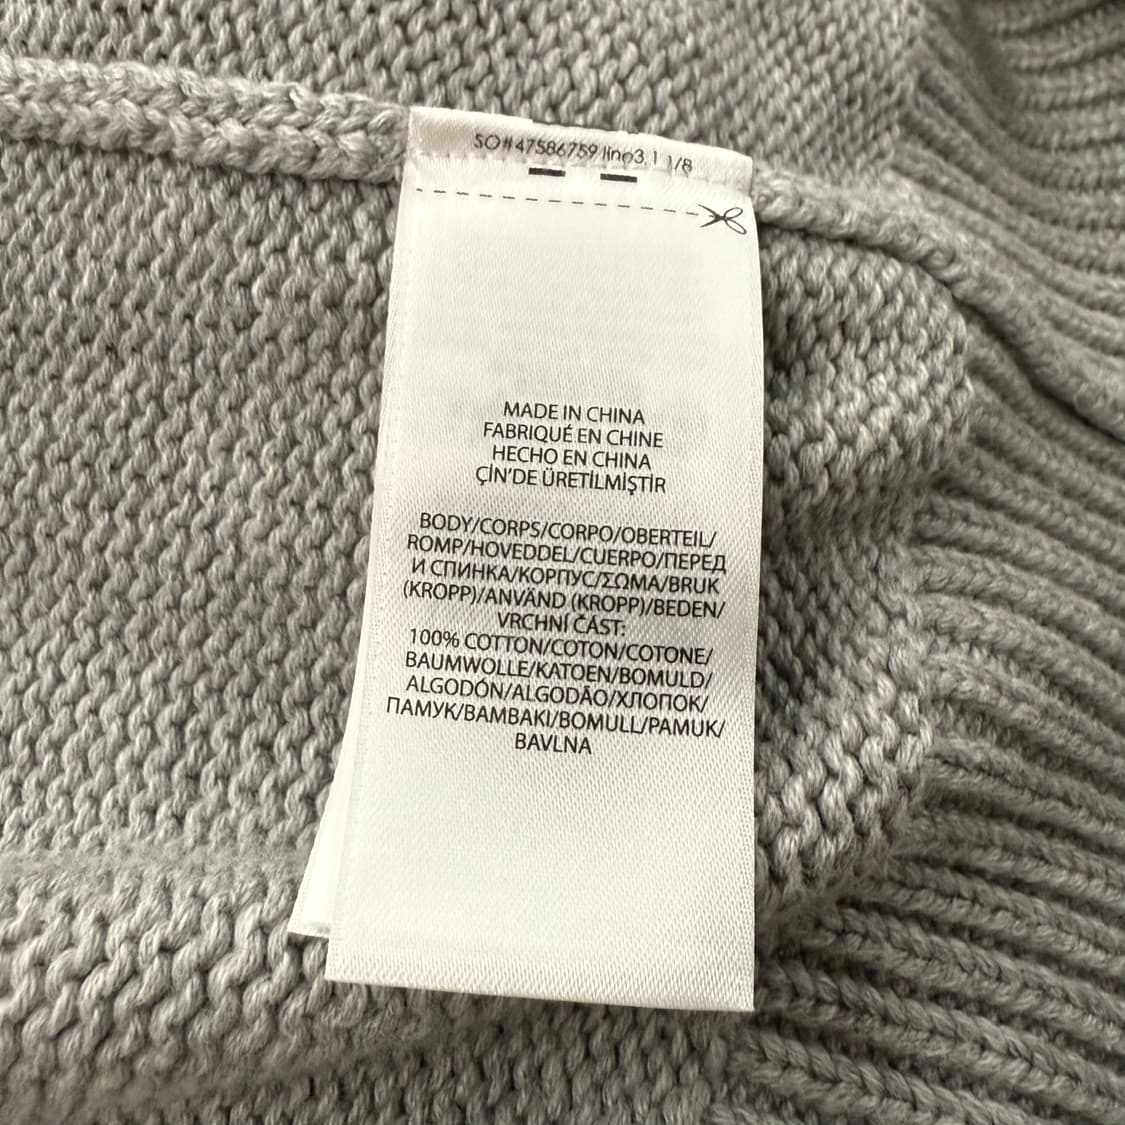 SO#47586759 line3.1 1/8
MADE IN CHINA
FABRIQUÉ EN CHINE
HECHO EN CHINA
ÇİN'DE ÜRETİLMİŞTİR
BODY/CORPS/CORPO/OBERTEIL/
ROMP/HOVEDDEL/CUERPO/ПЕРЕД
И СПИНКА/КОРПУС/ΣΩΜΑ/BRUK
(KROPP)/ANVÄND (KROPP)/BEDEN/
VRCHNÍ ČÁST:
100% COTTON/COTON/COTONE/
BAUMWOLLE/KATOEN/BOMULD/
ALGODÓN/ALGODÃO/ХЛОПОК/
ПАМУК/ΒΑΜΒΑΚΙ/BOMULL/PAMUK/
BAVLNA